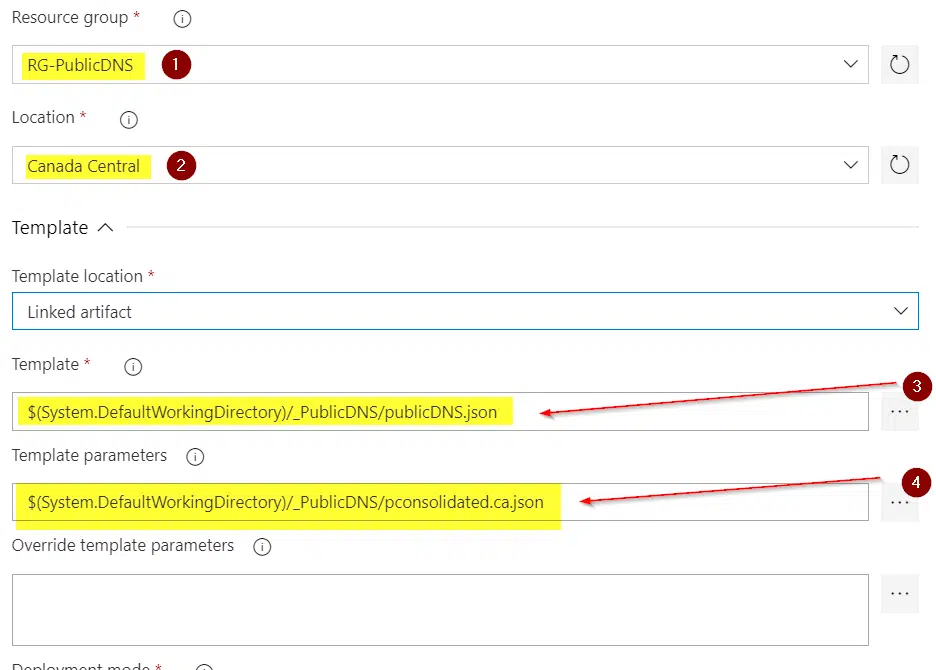 Resource group *
RG-PublicDNS 1
Location *
Canada Central 2
Template
Template location *
Linked artifact
Template *
3
$(System.DefaultWorkingDirectory)/_PublicDNS/publicDNS.json
Template parameters
4
$(System.DefaultWorkingDirectory)/_PublicDNS/pconsolidated.ca.json
Override template parameters
Deployment mode *